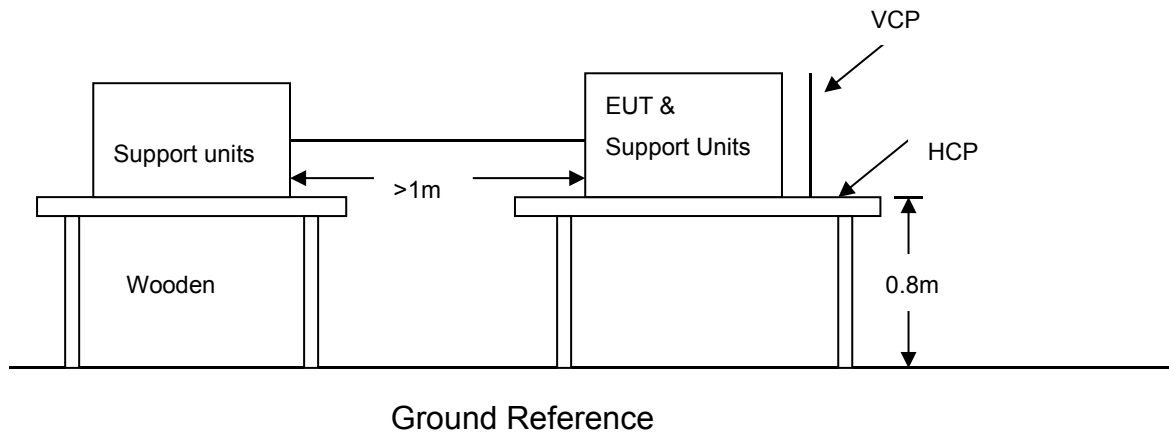 VCP
EUT &
Support Units
Support units
HCP
>1m
Wooden
0.8m
Ground Reference